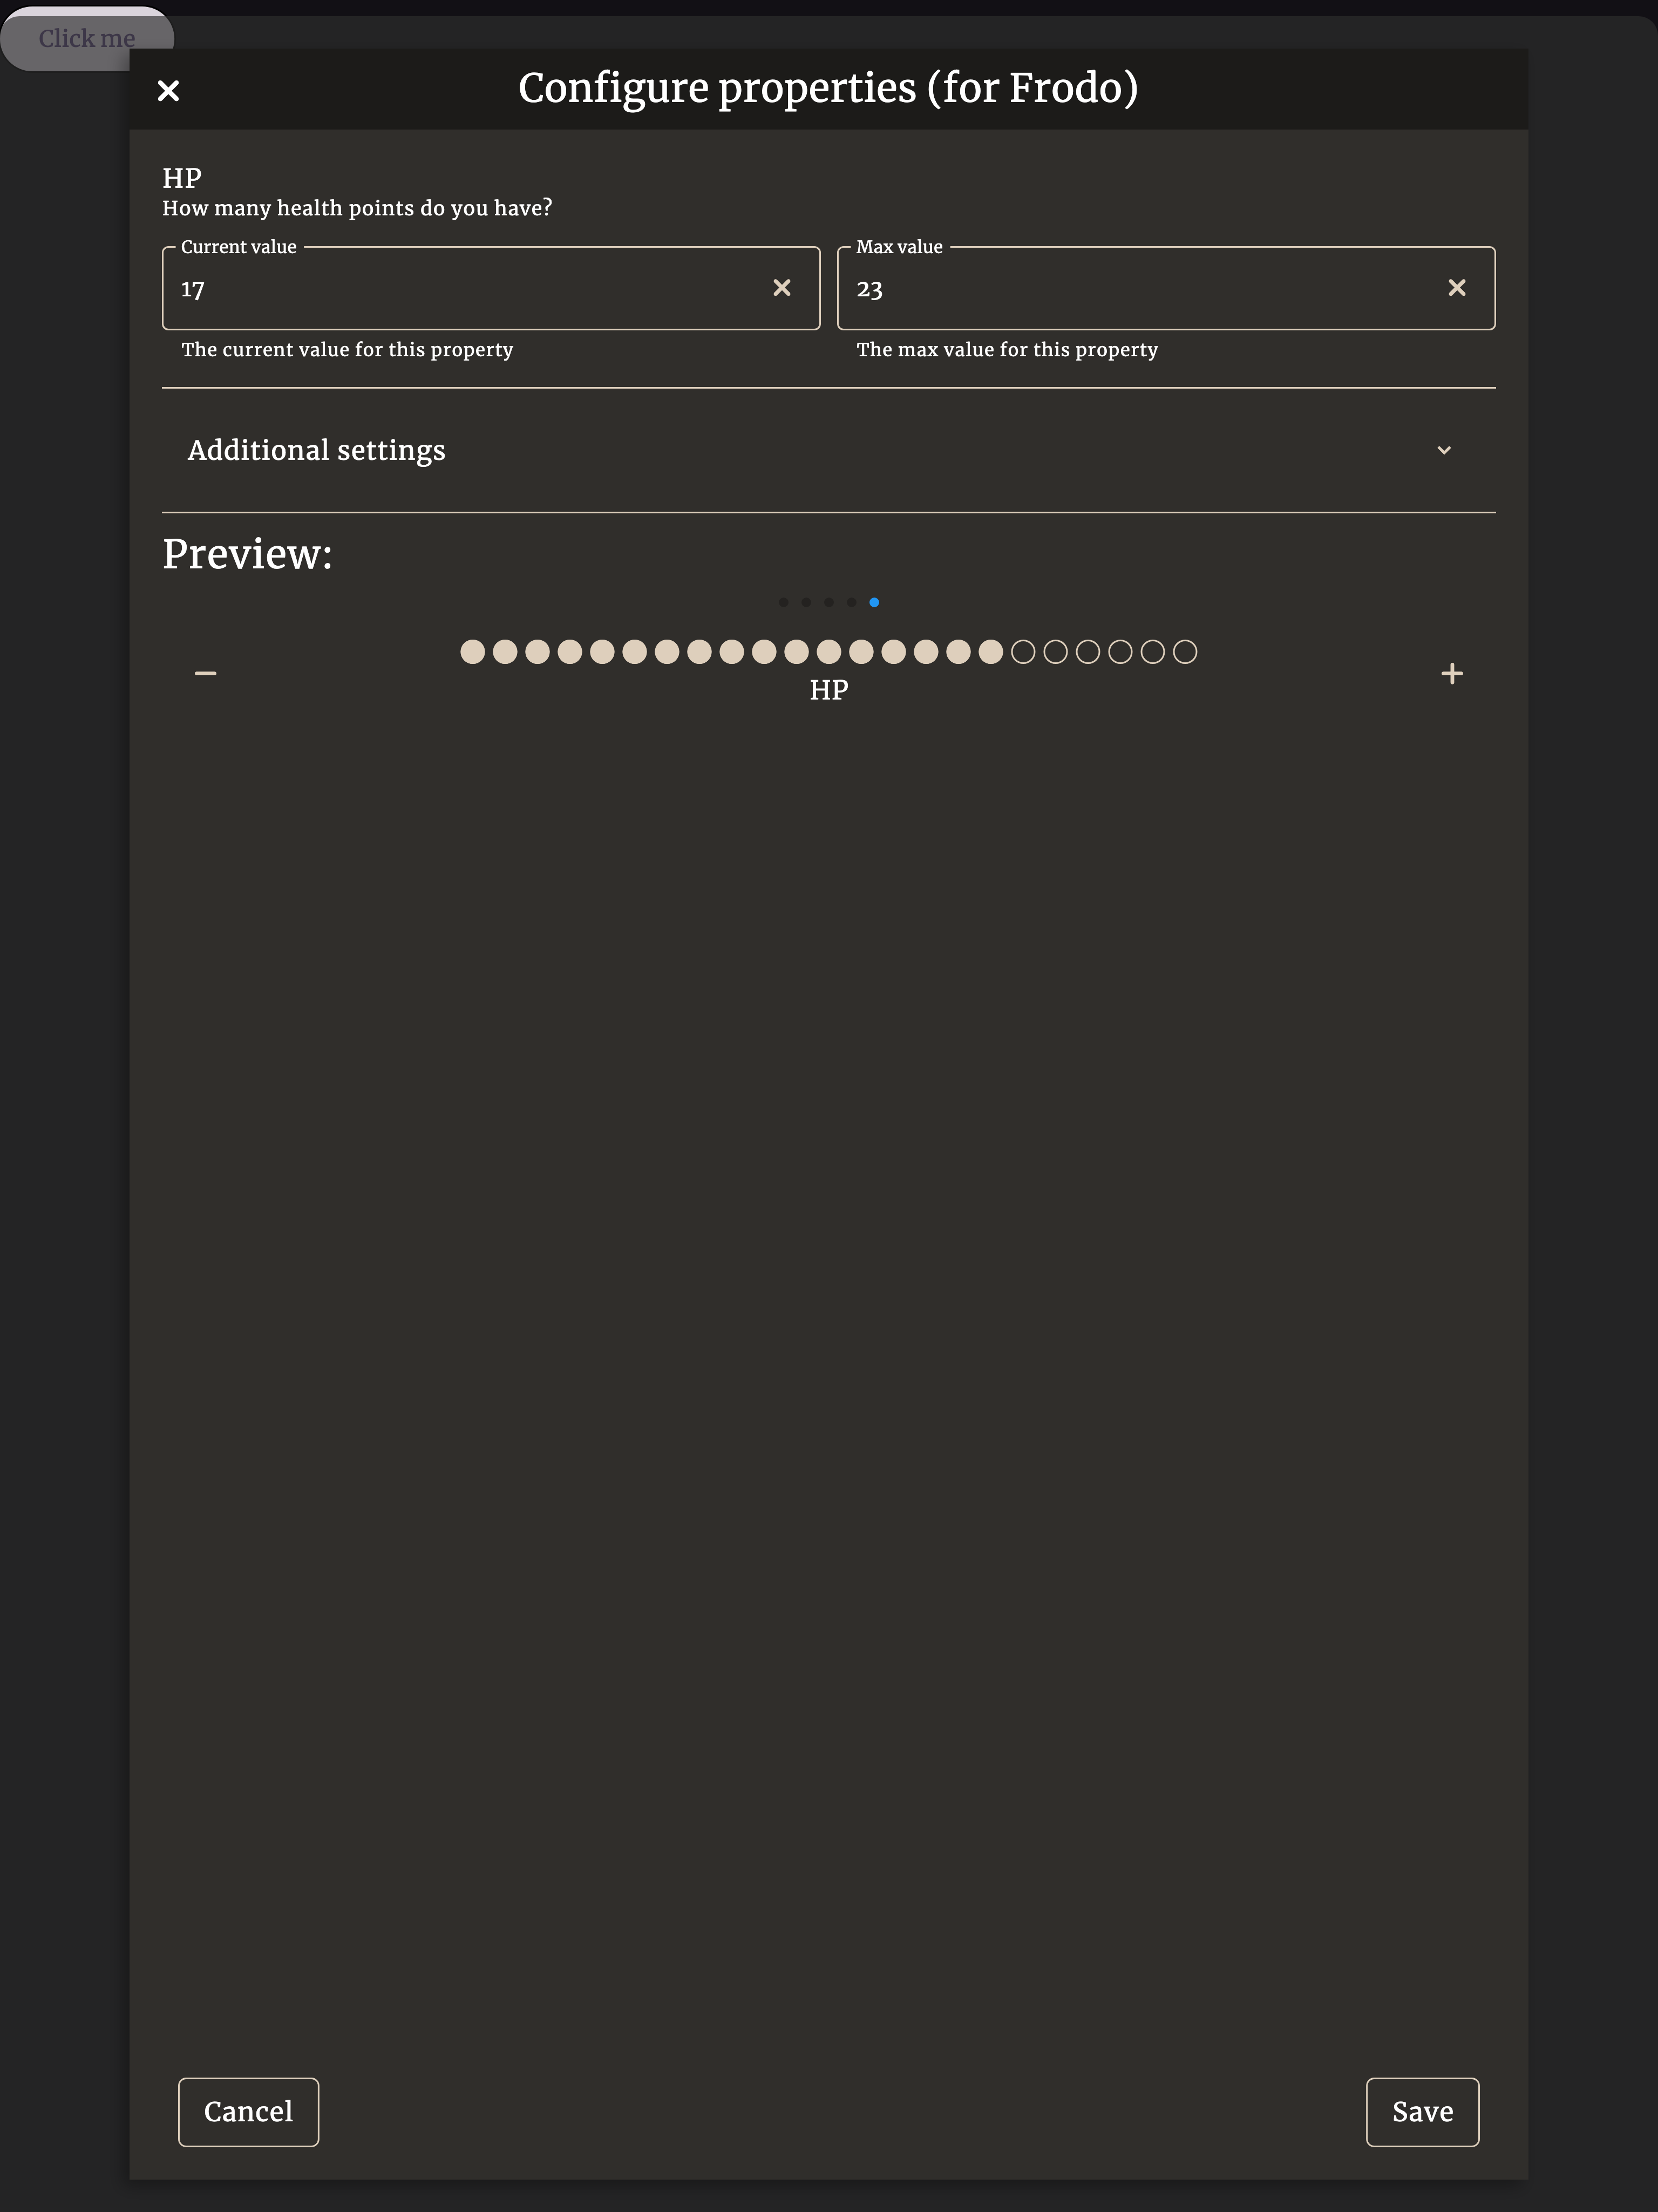 Click me
Configure properties (for Frodo)
HP
How many health points do you have?
Current value
17
The current value for this property
Max value
23
The max value for this property
Additional settings
Preview:
HP
Cancel
Save